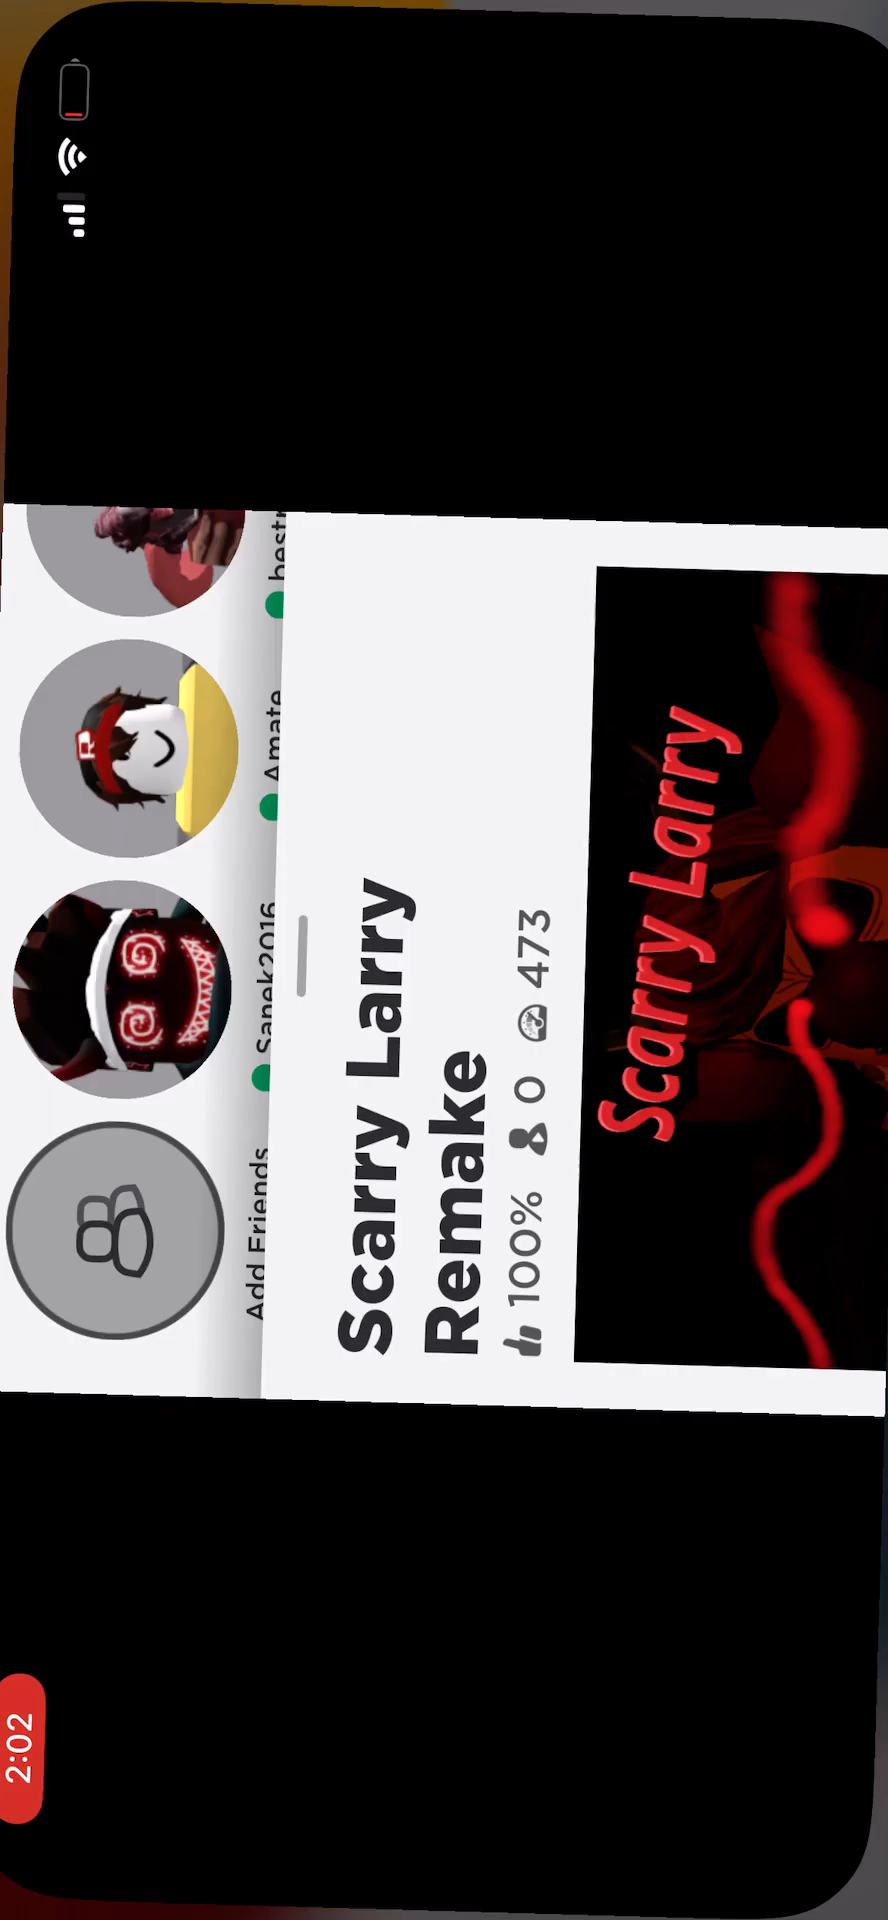 2:02
Add Friends
Sanek2016
Amate
Scarry Larry
Remake
100% 0 473
Scarry Larry